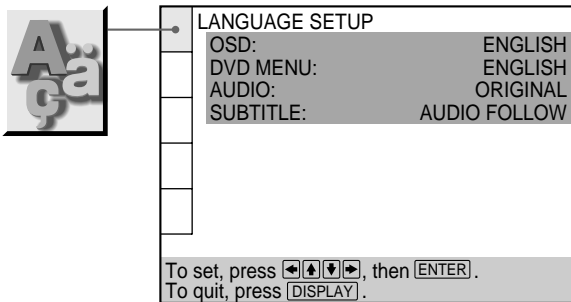 Aäç
LANGUAGE SETUP
OSD: ENGLISH
DVD MENU: ENGLISH
AUDIO: ORIGINAL
SUBTITLE: AUDIO FOLLOW
To set, press ←↑↓→, then ENTER.
To quit, press DISPLAY.